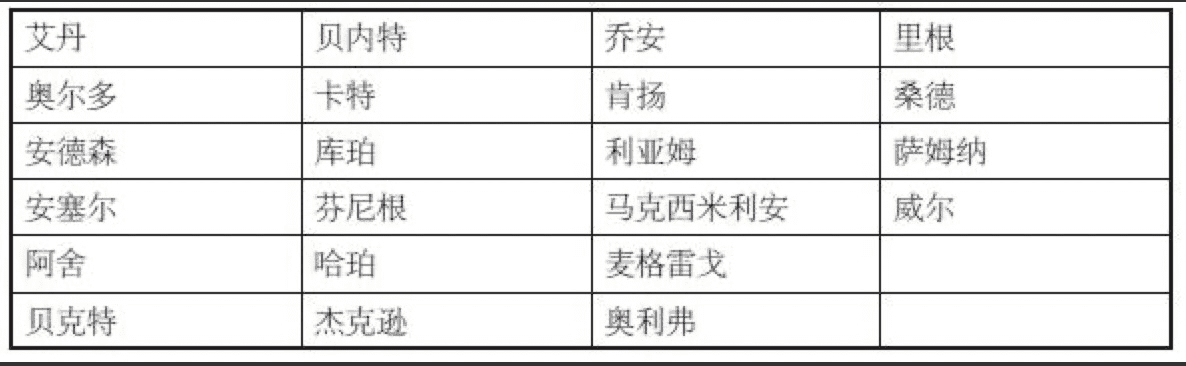 艾丹 贝内特 乔安 里根
奥尔多 卡特 肯扬 桑德
安德森 库珀 利亚姆 萨姆纳
安塞尔 芬尼根 马克西米利安 威尔
阿舍 哈珀 麦格雷戈
贝克特 杰克逊 奥利弗